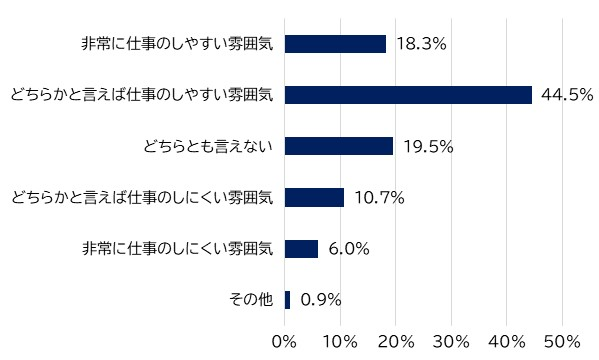 非常に仕事のしやすい雰囲気 18.3%
どちらかと言えば仕事のしやすい雰囲気 44.5%
どちらとも言えない 19.5%
どちらかと言えば仕事のしにくい雰囲気 10.7%
非常に仕事のしにくい雰囲気 6.0%
その他 0.9%
0% 10% 20% 30% 40% 50%